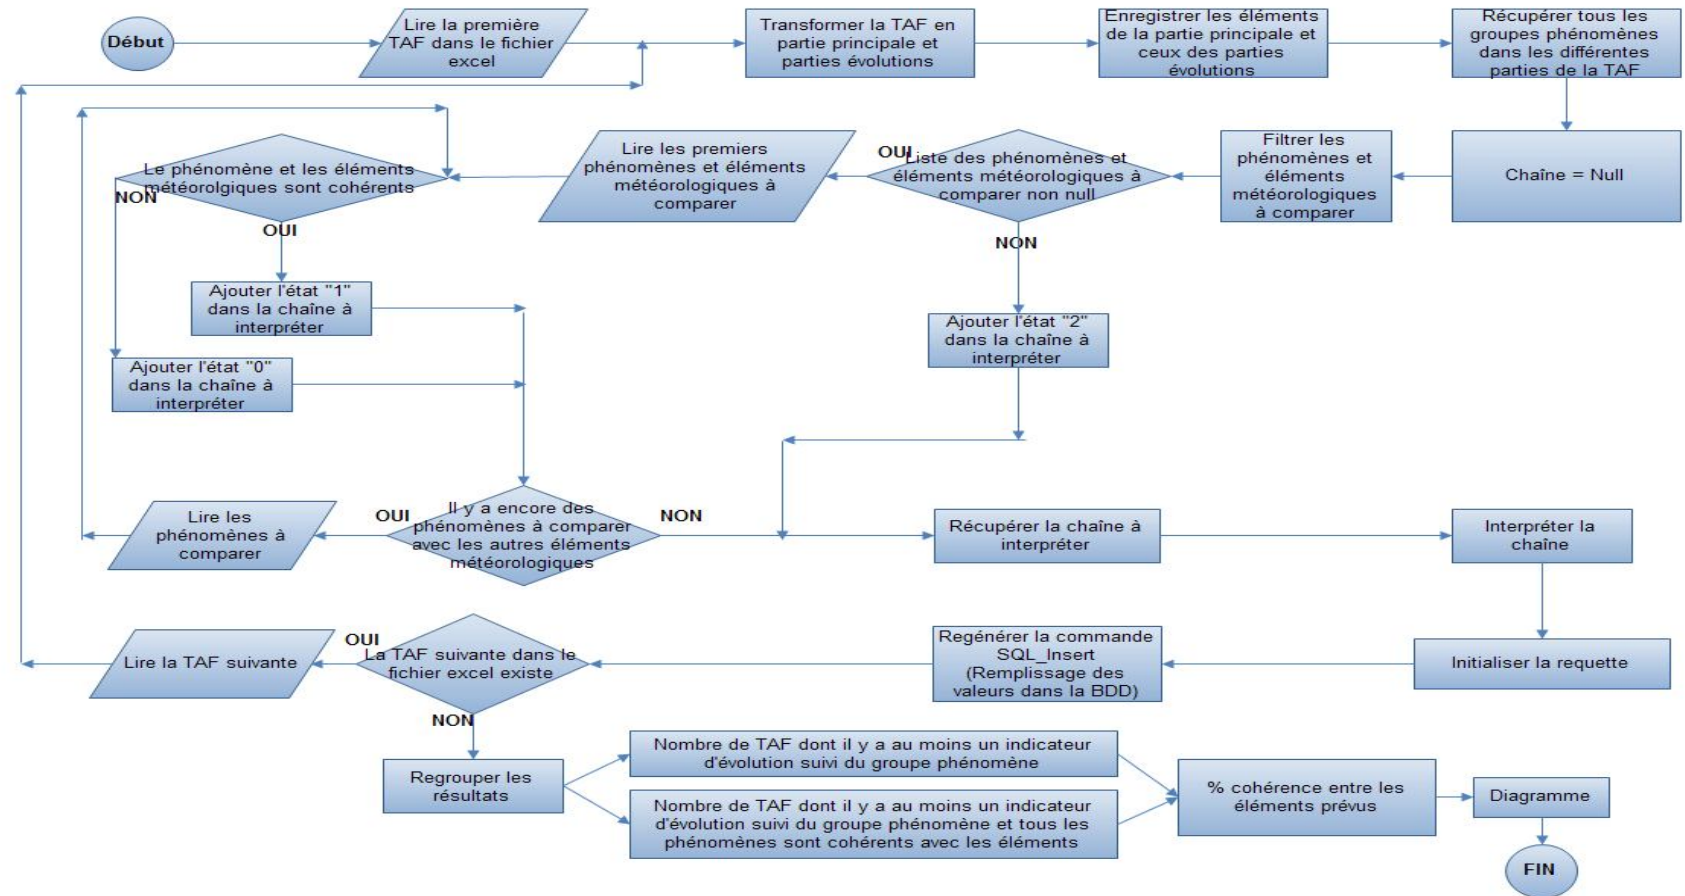 Début
Lire la première
TAF dans le fichier
excel
Transformer la TAF en
partie principale et
parties évolutions
Enregistrer les éléments
de la partie principale et
ceux des parties
évolutions
Récupérer tous les
groupes phénomènes
dans les différentes
parties de la TAF
Le phénomène et les éléments
météorolgiques sont cohérents
NON
OUI
Lire les premiers
phénomènes et éléments
météorologiques à
comparer
OUI
Liste des phénomènes et
éléments météorologiques à
comparer non null
NON
Filtrer les
phénomènes et
éléments
météorologiques
à comparer
Chaîne = Null
Ajouter l'état "1"
dans la chaîne à
interpréter
Ajouter l'état "2"
dans la chaîne à
interpréter
Ajouter l'état "0"
dans la chaîne à
interpréter
Lire les
phénomènes à
comparer
OUI
Il y a encore des
phénomènes à comparer
avec les autres éléments
météorologiques
NON
Récupérer la chaîne à
interpréter
Interpréter la
chaîne
Lire la TAF suivante
OUI
La TAF suivante dans le
fichier excel existe
NON
Regénérer la commande
SQL_Insert
(Remplissage des
valeurs dans la BDD)
Initialiser la requette
Regrouper les
résultats
Nombre de TAF dont il y a au moins un indicateur
d'évolution suivi du groupe phénomène
Nombre de TAF dont il y a au moins un indicateur
d'évolution suivi du groupe phénomène et tous les
phénomènes sont cohérents avec les éléments
% cohérence entre les
éléments prévus
Diagramme
FIN